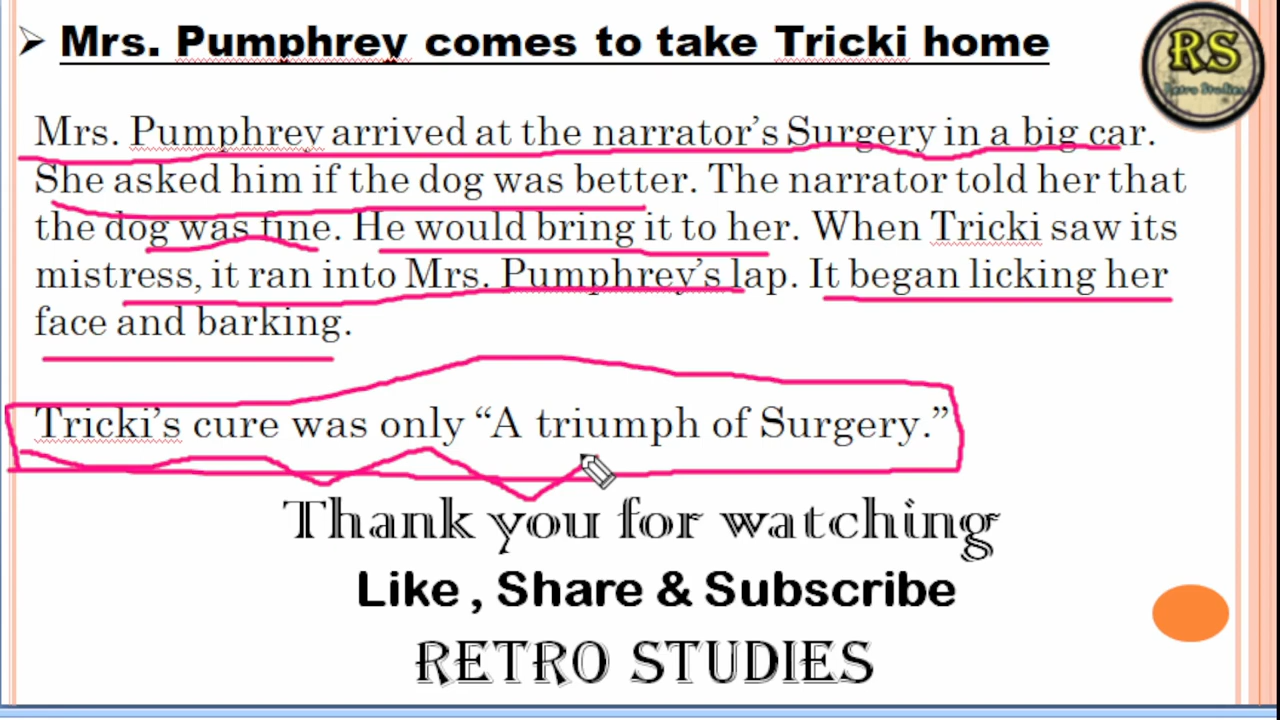 Mrs. Pumphrey comes to take Tricki home
RS
Retro Studies
Mrs. Pumphrey arrived at the narrator's Surgery in a big car.
She asked him if the dog was better. The narrator told her that
the dog was fine. He would bring it to her. When Tricki saw its
mistress, it ran into Mrs. Pumphrey's lap. It began licking her
face and barking.
Tricki's cure was only “A triumph of Surgery.”
Thank you for watching
Like , Share & Subscribe
RETRO STUDIES